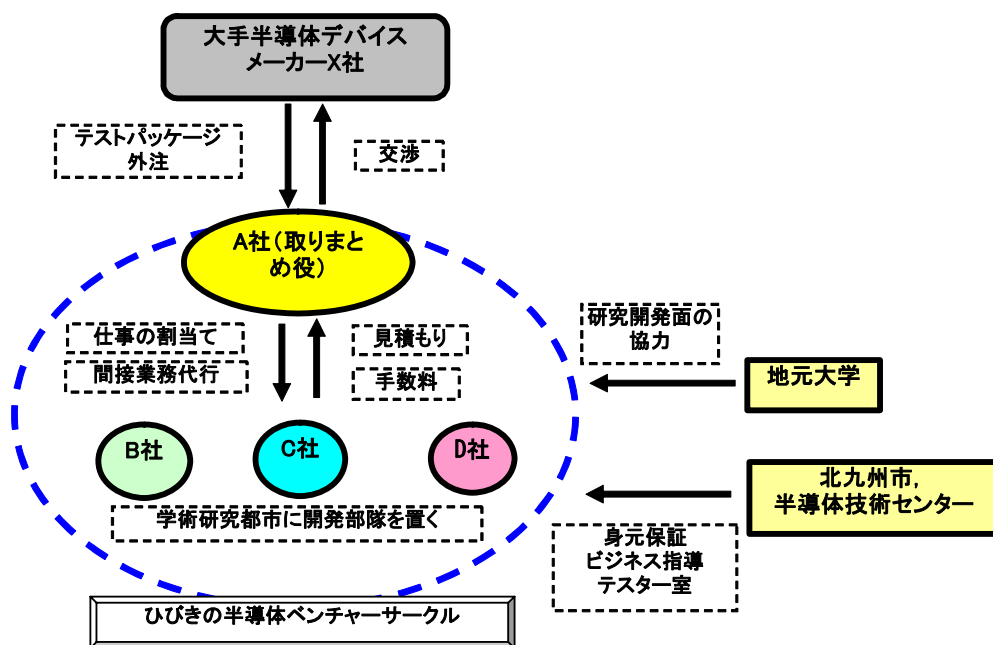 大手半導体デバイス
メーカーX社
テストパッケージ
外注
交渉
A社（取りまと
め役）
仕事の割当て
間接業務代行
見積もり
手数料
研究開発面の
協力
地元大学
B社
C社
D社
学術研究都市に開発部隊を置く
北九州市，
半導体技術センター
身元保証
ビジネス指導
テスター室
ひびきの半導体ベンチャーサークル